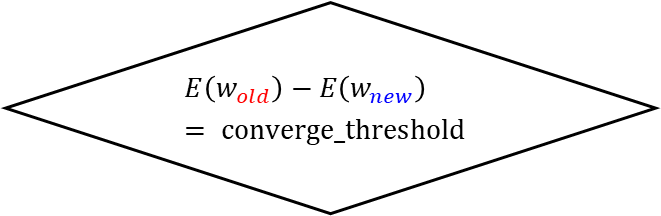 E(w_old) − E(w_new)
= converge_threshold